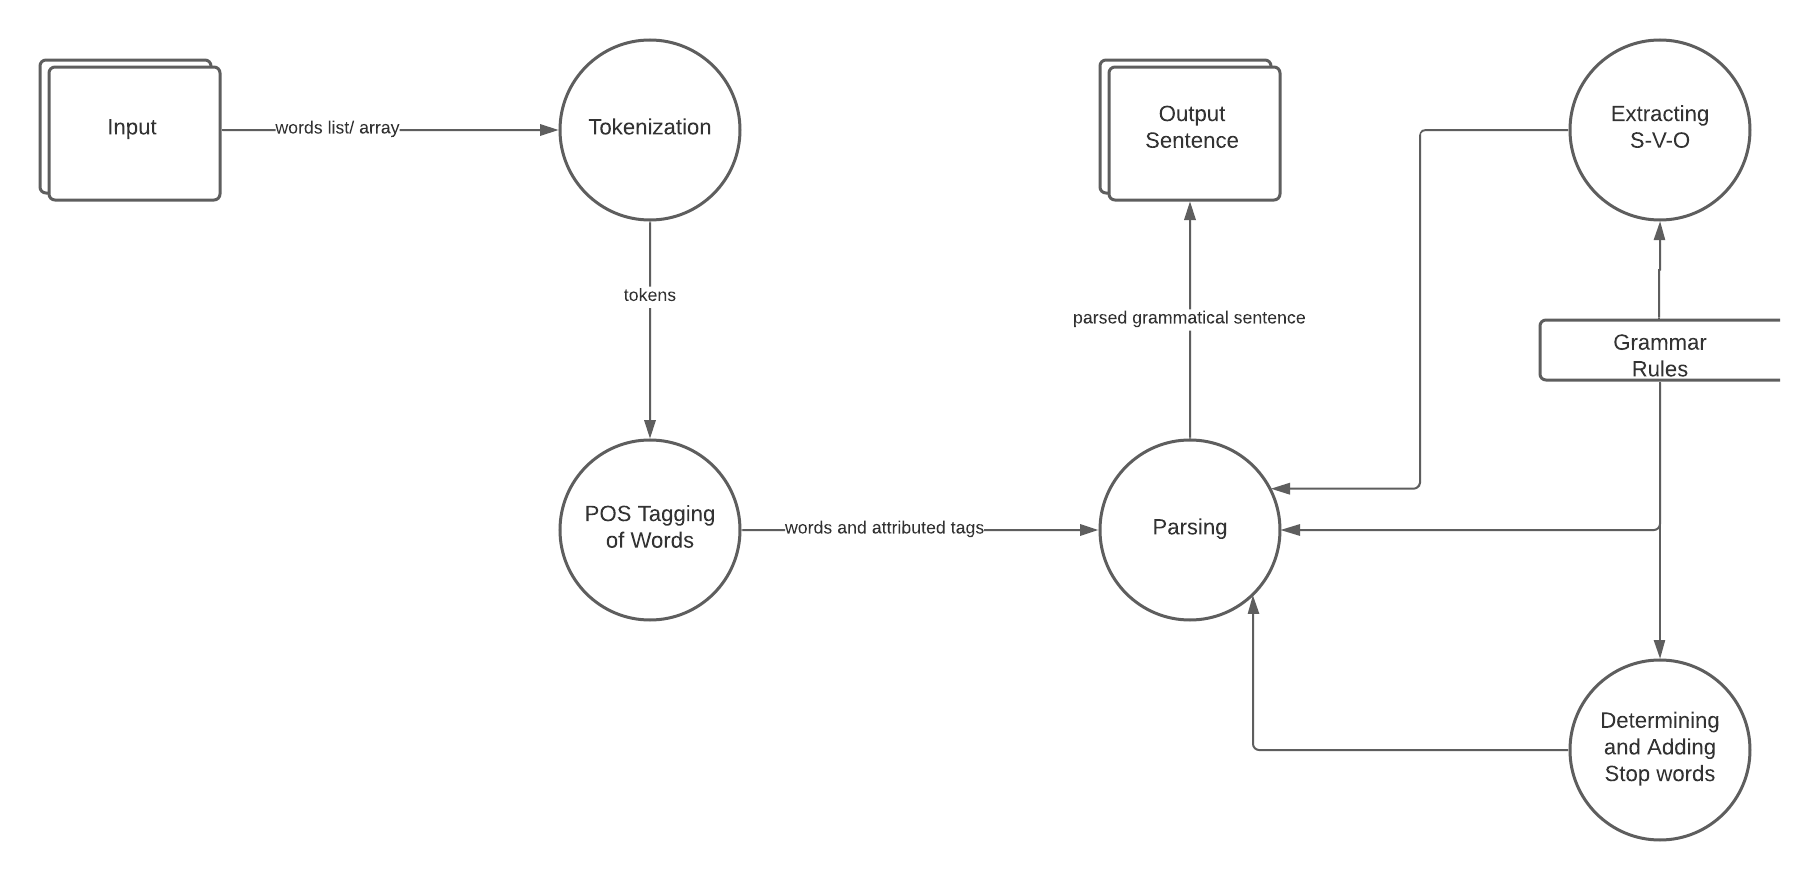 Input
words list/ array
Tokenization
Output
Sentence
Extracting
S-V-O
tokens
parsed grammatical sentence
Grammar
Rules
POS Tagging
of Words
words and attributed tags
Parsing
Determining
and Adding
Stop words